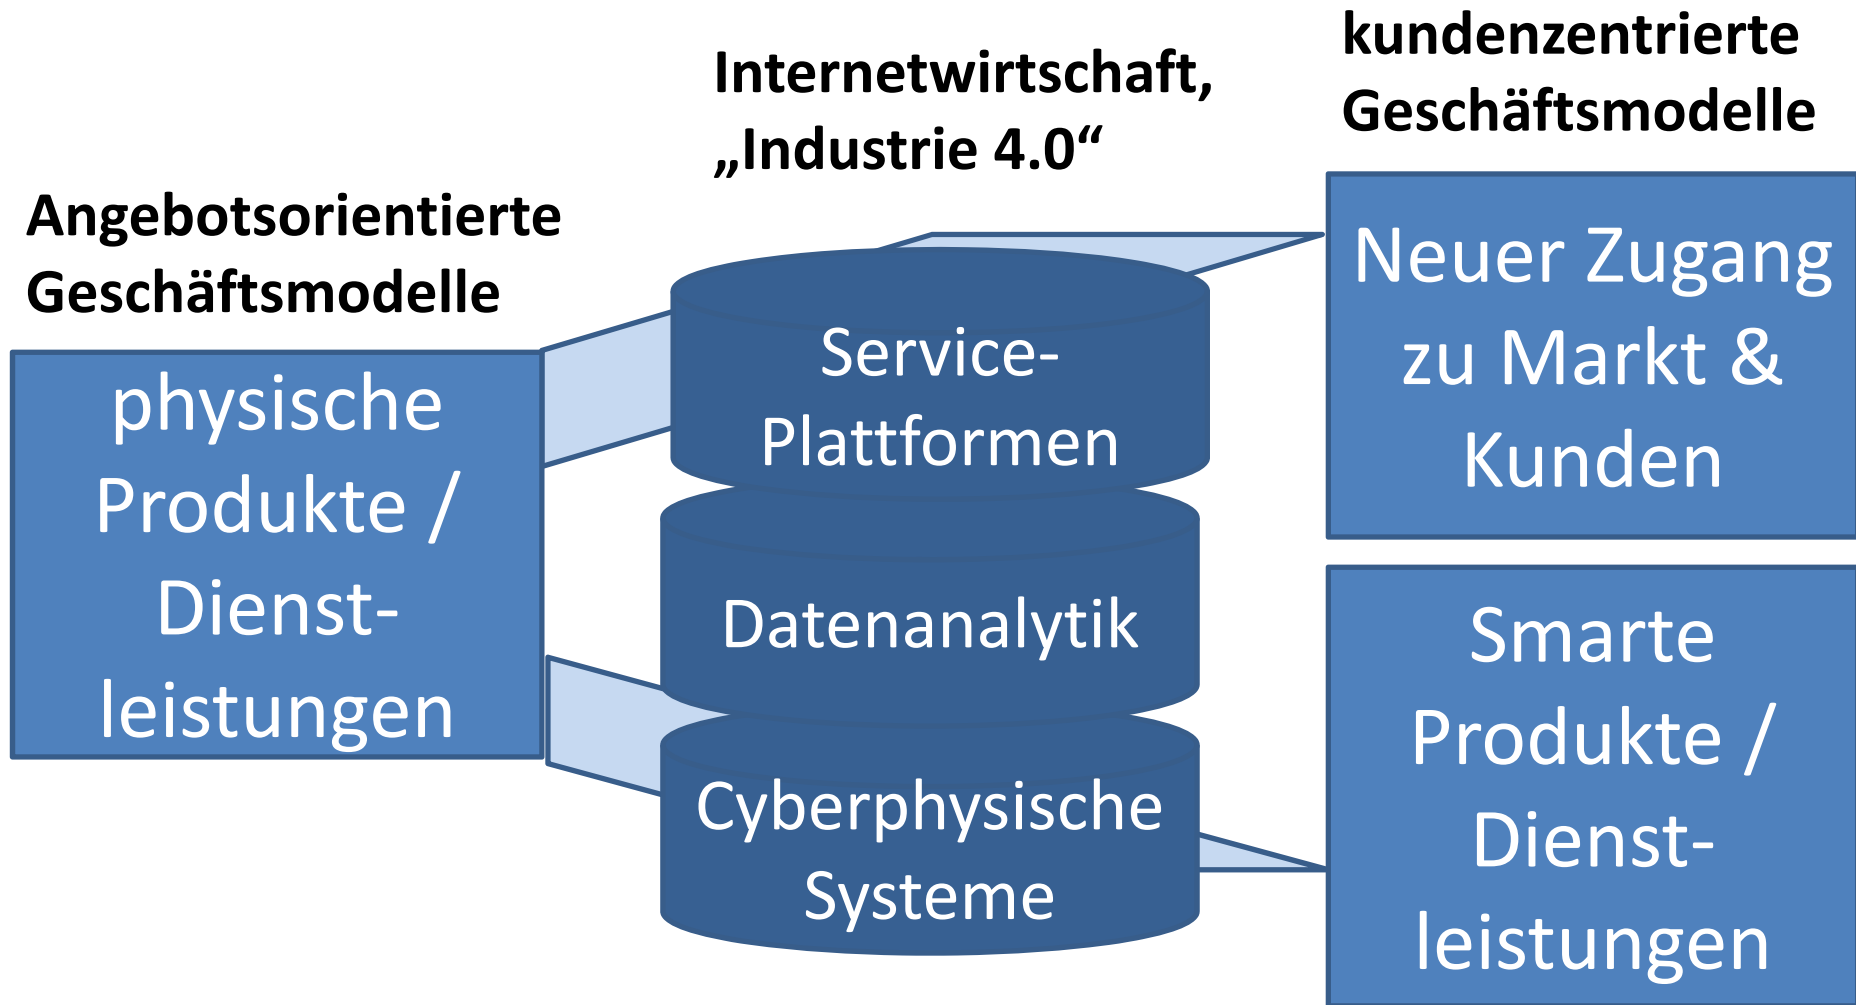 Angebotsorientierte
Geschäftsmodelle
physische
Produkte /
Dienst-
leistungen
Internetwirtschaft,
„Industrie 4.0“
Service-
Plattformen
Datenanalytik
Cyberphysische
Systeme
kundenzentrierte
Geschäftsmodelle
Neuer Zugang
zu Markt &
Kunden
Smarte
Produkte /
Dienst-
leistungen